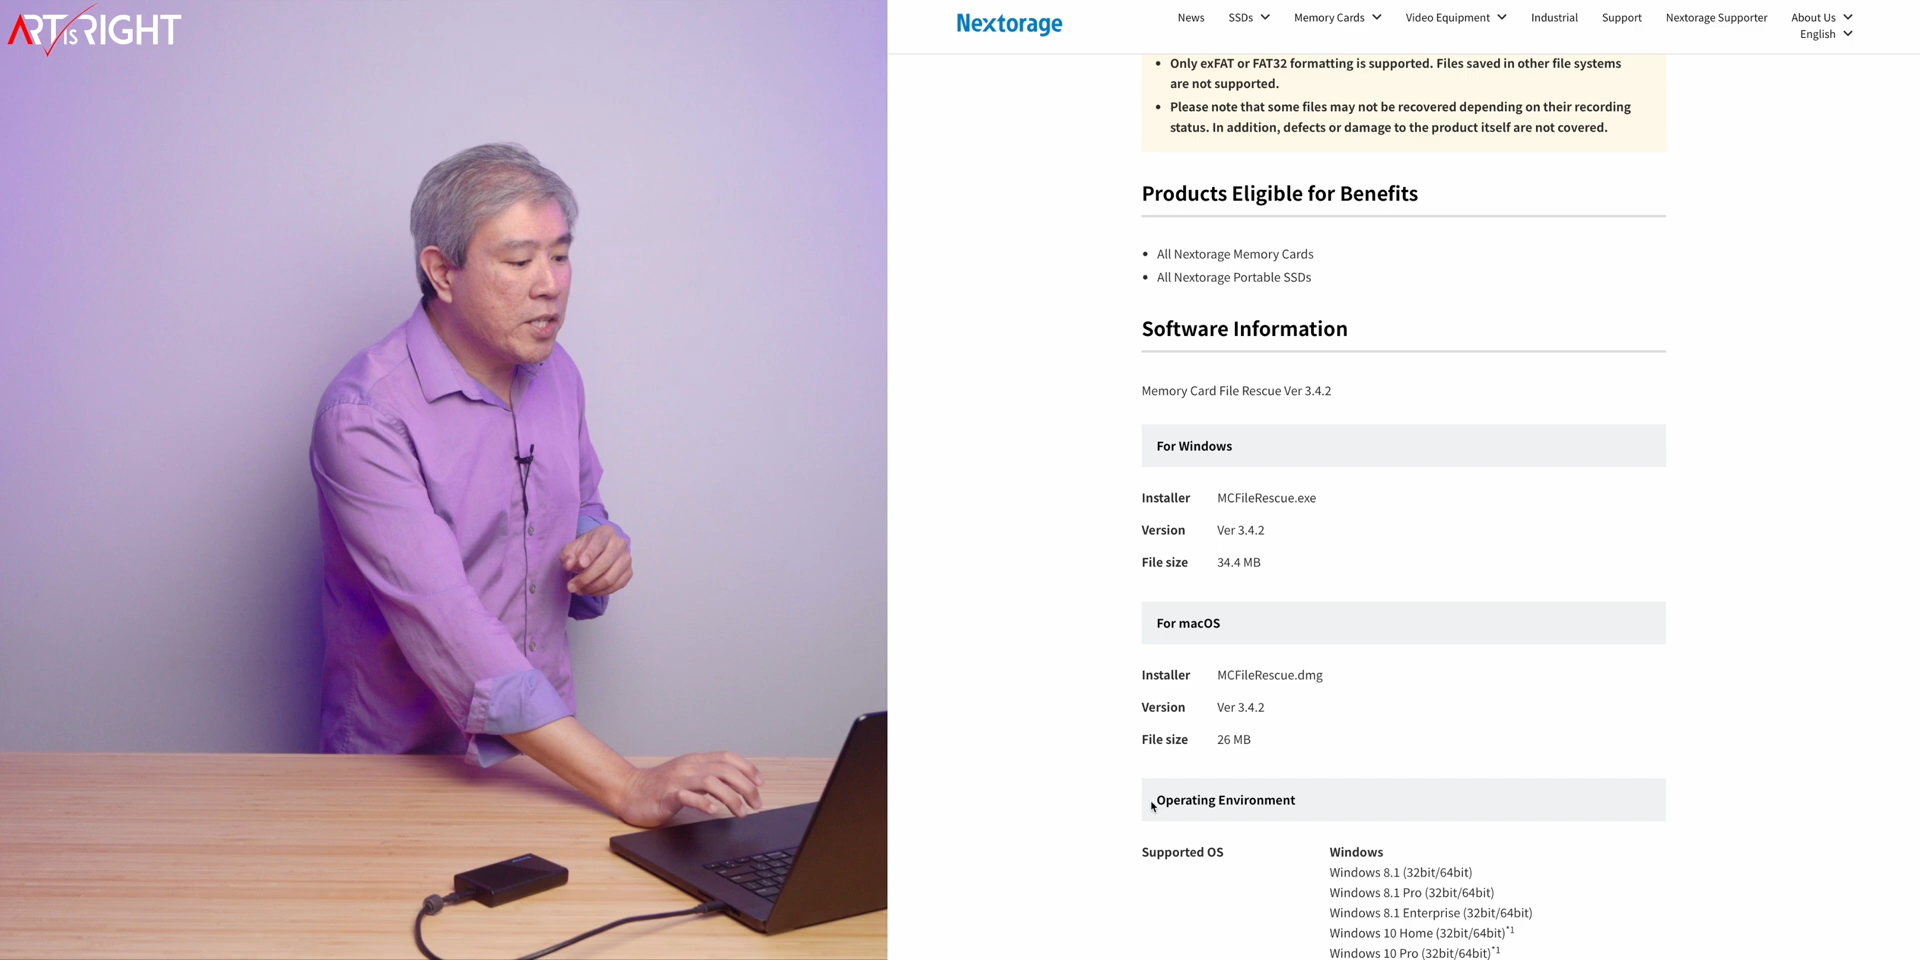 ART IS RIGHT
Nextorage
News
SSDs
Memory Cards
Video Equipment
Industrial
Support
Nextorage Supporter
About Us
English
• Only exFAT or FAT32 formatting is supported. Files saved in other file systems
are not supported.
• Please note that some files may not be recovered depending on their recording
status. In addition, defects or damage to the product itself are not covered.
Products Eligible for Benefits
• All Nextorage Memory Cards
• All Nextorage Portable SSDs
Software Information
Memory Card File Rescue Ver 3.4.2
For Windows
Installer MCFileRescue.exe
Version Ver 3.4.2
File size 34.4 MB
For macOS
Installer MCFileRescue.dmg
Version Ver 3.4.2
File size 26 MB
Operating Environment
Supported OS Windows
Windows 8.1 (32bit/64bit)
Windows 8.1 Pro (32bit/64bit)
Windows 8.1 Enterprise (32bit/64bit)
Windows 10 Home (32bit/64bit)*1
Windows 10 Pro (32bit/64bit)*1